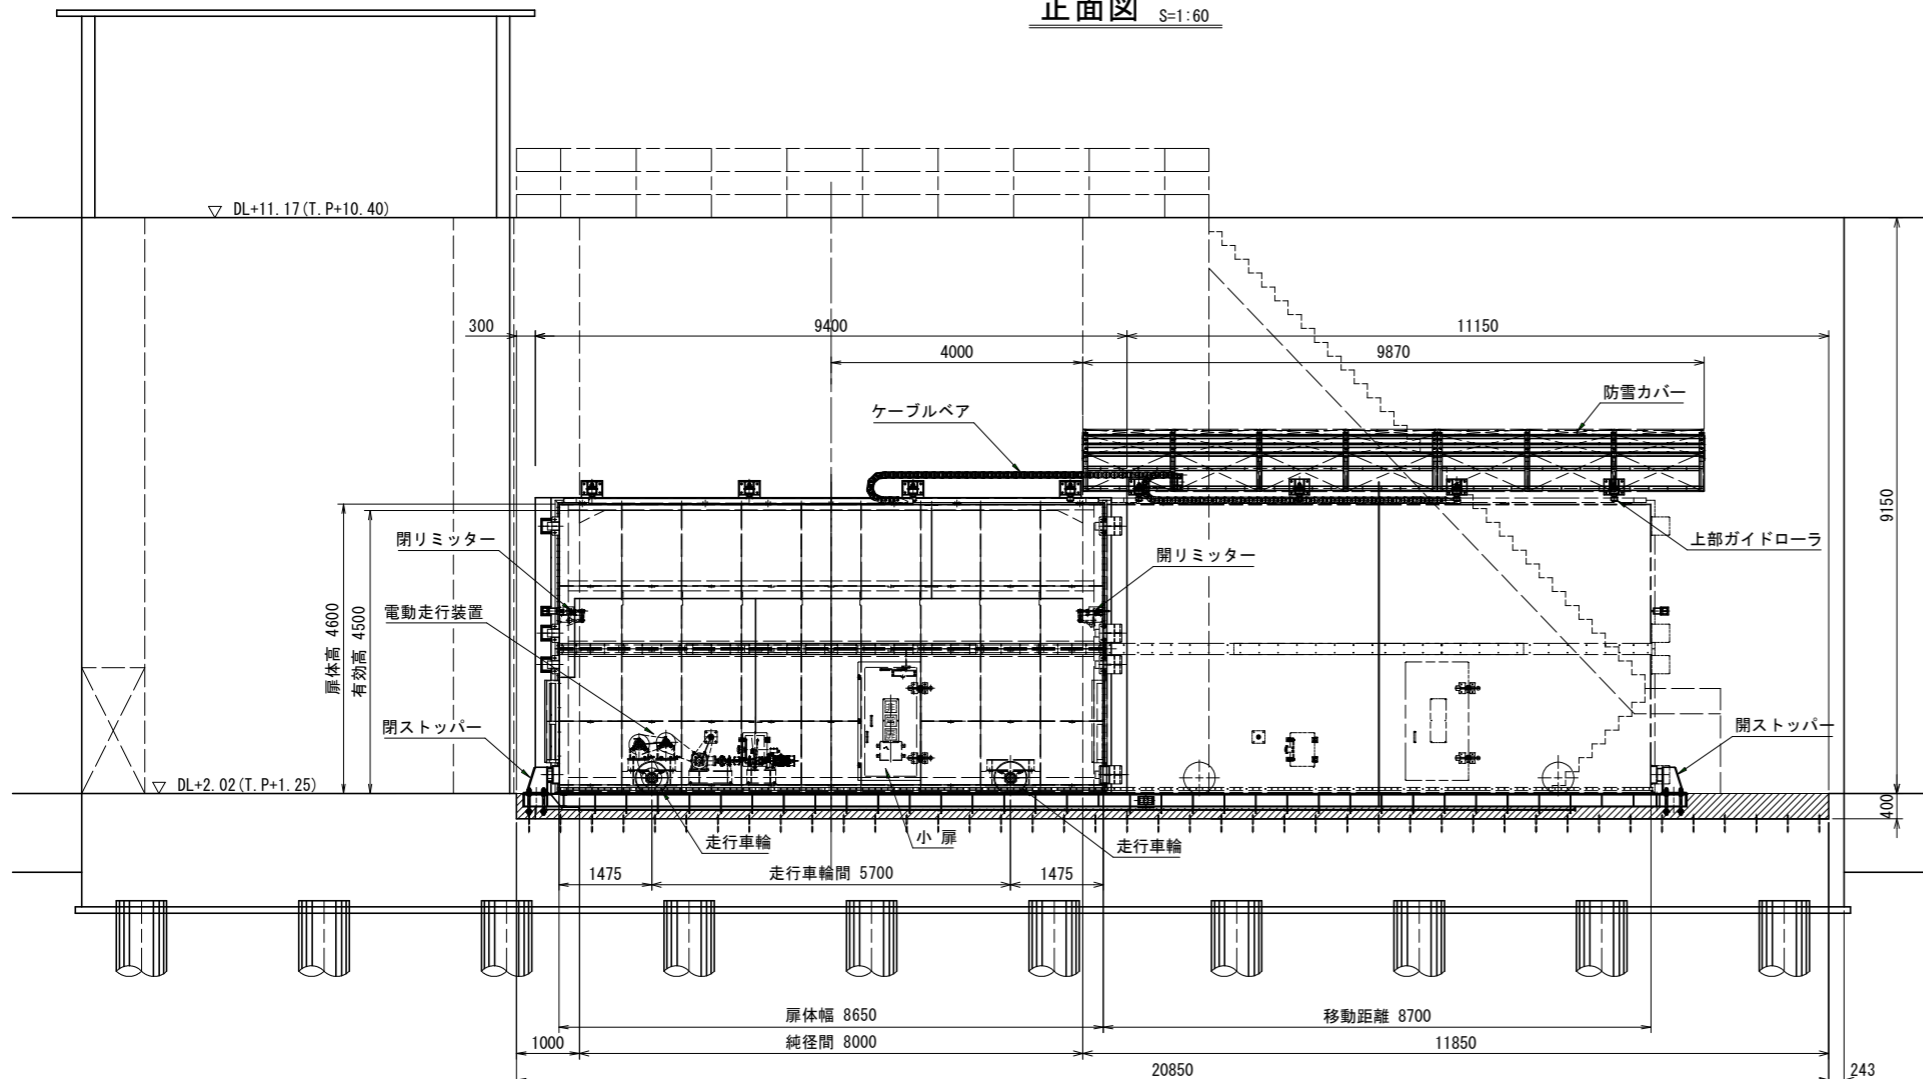 正面図 S=1:60
DL+11.17(T.P+10.40)
300
9400
11150
4000
9870
防雪カバー
ケーブルベア
9150
閉リミッター
開リミッター
上部ガイドローラ
扉体高 4600
有効高 4500
電動走行装置
閉ストッパー
開ストッパー
DL+2.02(T.P+1.25)
400
走行車輪
小 扉
走行車輪
1475
走行車輪間 5700
1475
扉体幅 8650
移動距離 8700
1000
純径間 8000
11850
20850
243